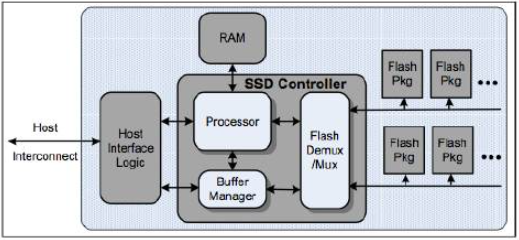 RAM
SSD Controller
Host
Interconnect
Host
Interface
Logic
Processor
Buffer
Manager
Flash
Demux
/Mux
Flash
Pkg
Flash
Pkg
•••
Flash
Pkg
Flash
Pkg
•••